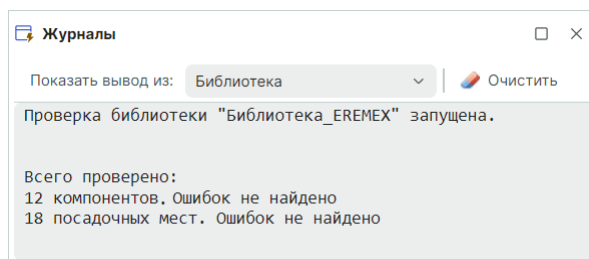 Журналы
Показать вывод из: Библиотека Очистить
Проверка библиотеки "Библиотека_EREMEX" запущена.
Всего проверено:
12 компонентов. Ошибок не найдено
18 посадочных мест. Ошибок не найдено